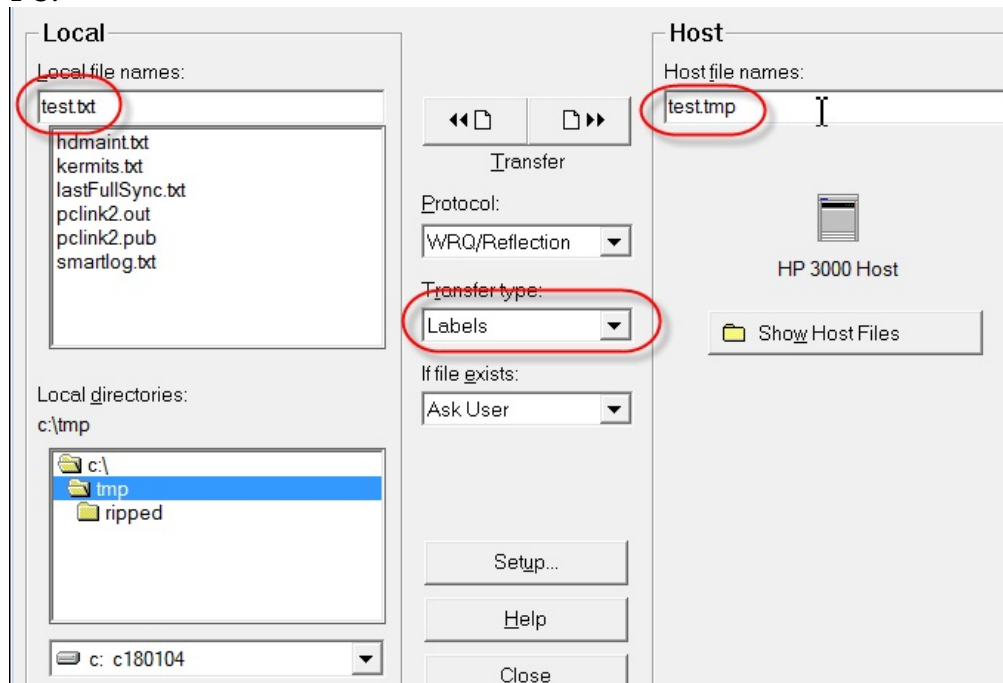 Local
Local file names:
test.txt
hdmaint.txt
kermits.txt
lastFullSync.txt
pclink2.out
pclink2.pub
smartlog.txt
Local directories:
c:\tmp
c:\
tmp
ripped
c: c180104
Transfer
Protocol:
WRQ/Reflection
Transfer type:
Labels
If file exists:
Ask User
Setup...
Help
Close
Host
Host file names:
test.tmp
HP 3000 Host
Show Host Files